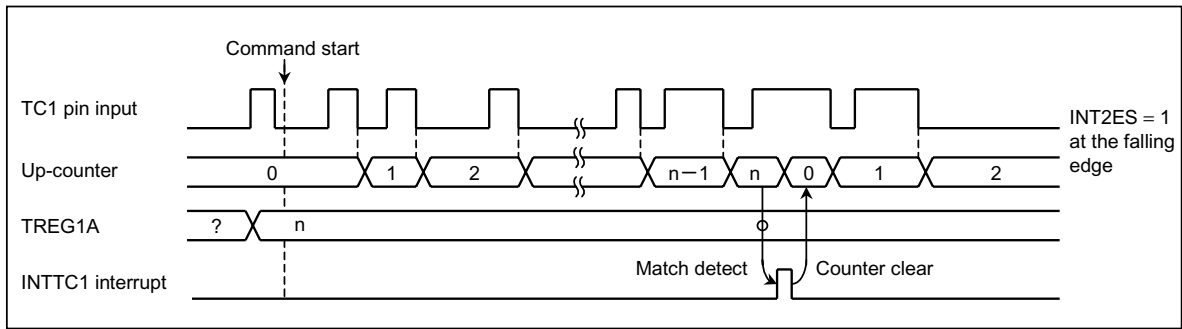 Command start
TC1 pin input
INT2ES = 1
at the falling
edge
Up-counter
0 1 2 n−1 n 0 1 2
TREG1A
? n
Match detect Counter clear
INTTC1 interrupt